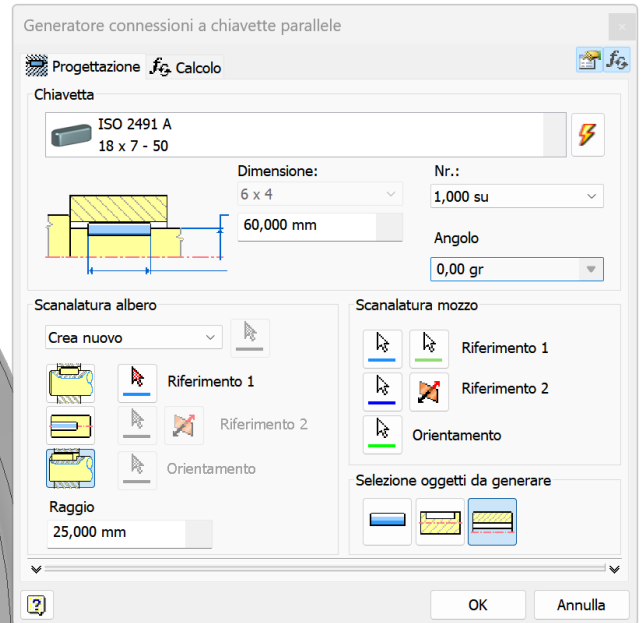 Generatore connessioni a chiavette parallele
Progettazione
Calcolo
Chiavetta
ISO 2491 A
18 x 7 - 50
Dimensione:
Nr.:
6 x 4
1,000 su
60,000 mm
Angolo
0,00 gr
Scanalatura albero
Crea nuovo
Riferimento 1
Riferimento 2
Orientamento
Raggio
25,000 mm
Scanalatura mozzo
Riferimento 1
Riferimento 2
Orientamento
Selezione oggetti da generare
OK
Annulla